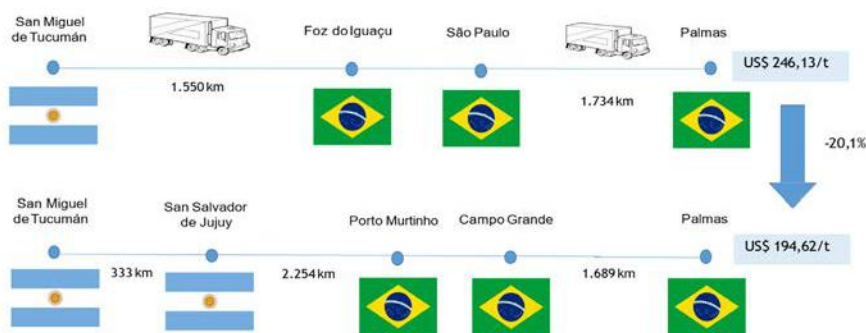 San Miguel
de Tucumán
Foz do Iguaçu
São Paulo
Palmas
US$ 246,13/t
1.550 km
1.734 km
-20,1%
San Miguel
de Tucumán
San Salvador
de Jujuy
Porto Murtinho
Campo Grande
Palmas
US$ 194,62/t
333 km
2.254 km
1.689 km